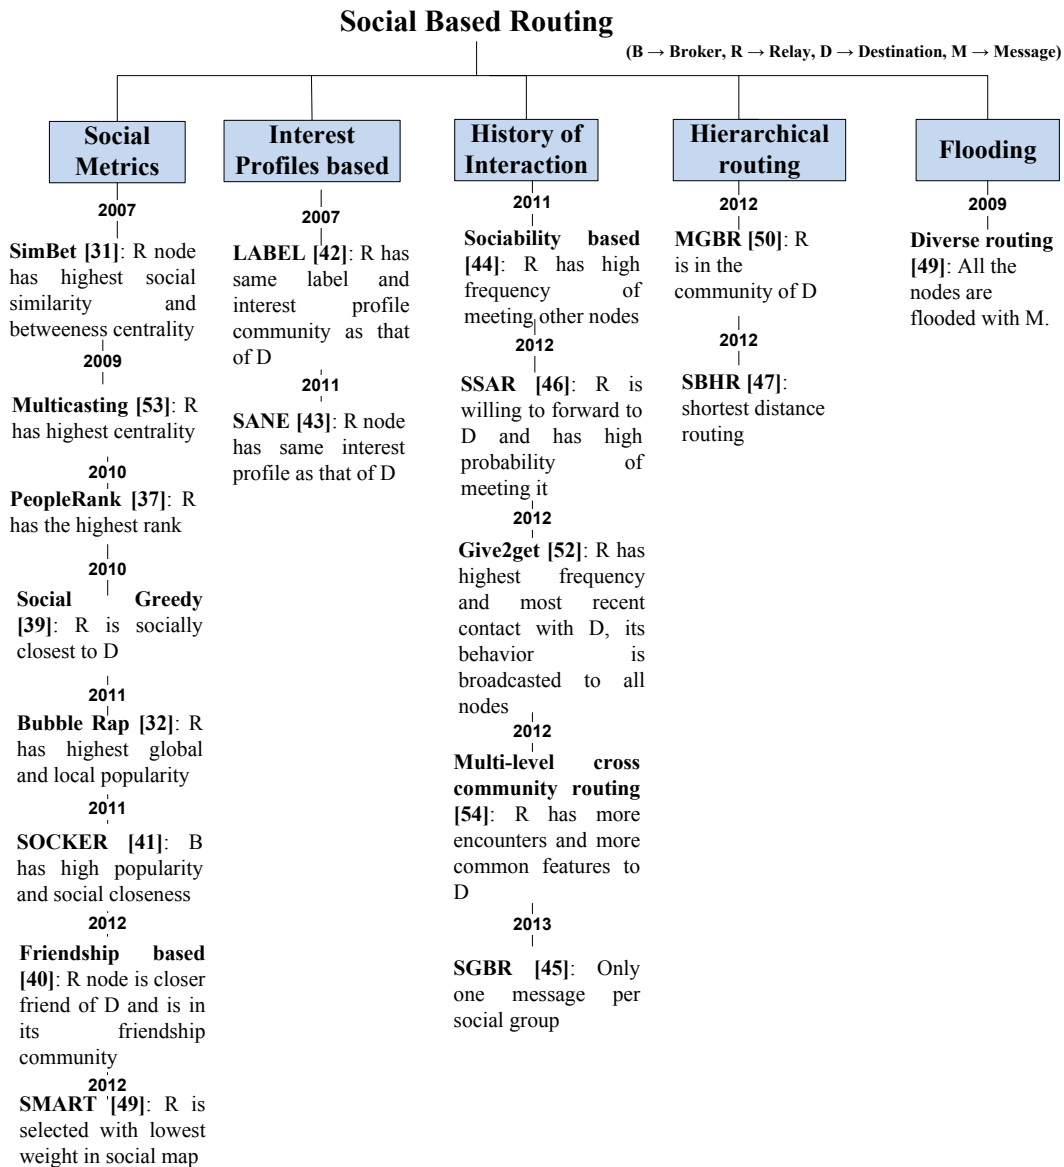 Social Based Routing
(B → Broker, R → Relay, D → Destination, M → Message)
Social
Metrics
2007
SimBet [31]: R node
has highest social
similarity and
betweeness centrality
2009
Multicasting [53]: R
has highest centrality
2010
PeopleRank [37]: R
has the highest rank
2010
Social Greedy
[39]: R is socially
closest to D
2011
Bubble Rap [32]: R
has highest global
and local popularity
2011
SOCKER [41]: B
has high popularity
and social closeness
2012
Friendship based
[40]: R node is closer
friend of D and is in
its friendship
community
2012
SMART [49]: R is
selected with lowest
weight in social map
Interest
Profiles based
2007
LABEL [42]: R has
same label and
interest profile
community as that
of D
2011
SANE [43]: R node
has same interest
profile as that of D
History of
Interaction
2011
Sociability based
[44]: R has high
frequency of
meeting other nodes
2012
SSAR [46]: R is
willing to forward to
D and has high
probability of
meeting it
2012
Give2get [52]: R has
highest frequency
and most recent
contact with D, its
behavior is
broadcasted to all
nodes
2012
Multi-level cross
community routing
[54]: R has more
encounters and more
common features to
D
2013
SGBR [45]: Only
one message per
social group
Hierarchical
routing
2012
MGBR [50]: R
is in the
community of D
2012
SBHR [47]:
shortest distance
routing
Flooding
2009
Diverse routing
[49]: All the
nodes are
flooded with M.